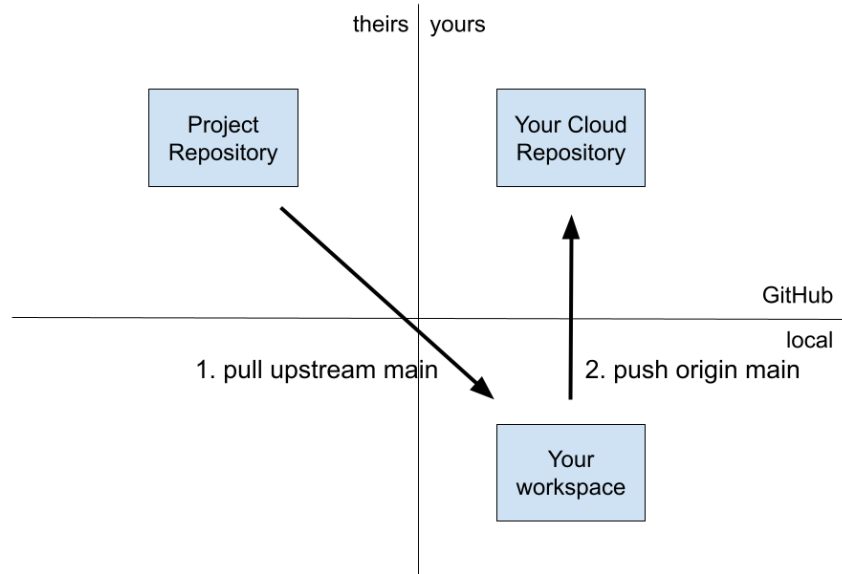 theirs
yours
Project
Repository
Your Cloud
Repository
GitHub
local
1. pull upstream main
2. push origin main
Your
workspace